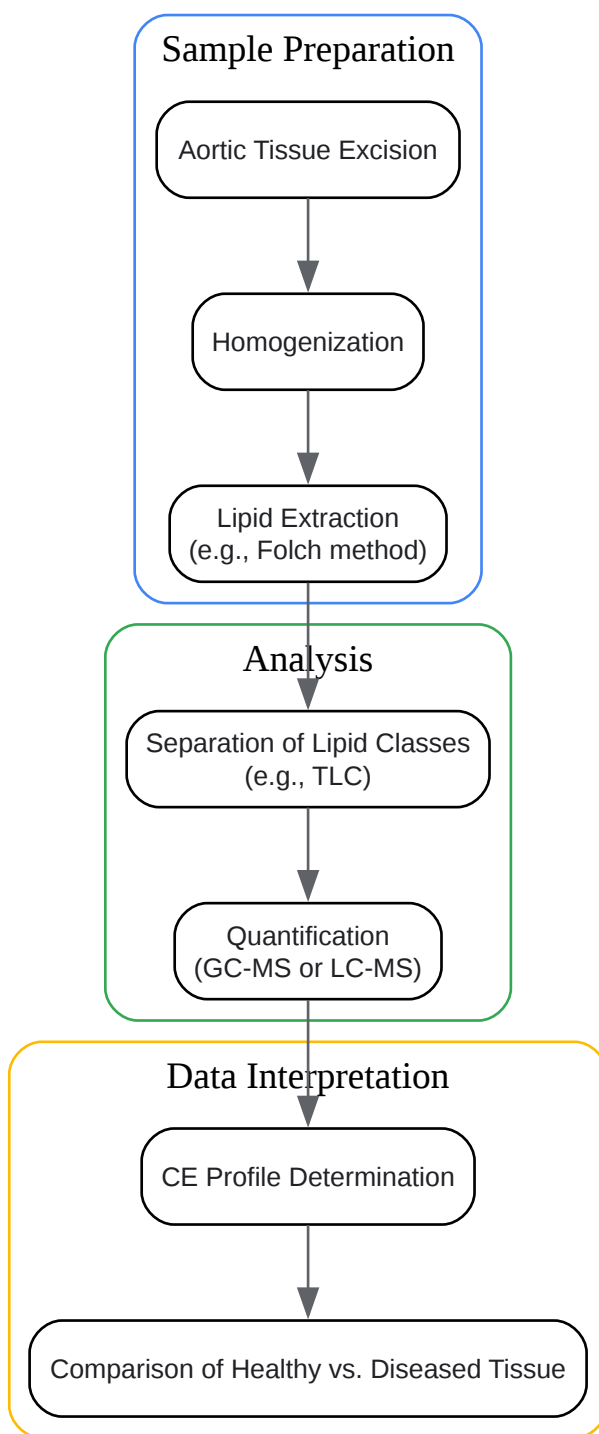 Sample Preparation
Aortic Tissue Excision
Homogenization
Lipid Extraction
(e.g., Folch method)
Analysis
Separation of Lipid Classes
(e.g., TLC)
Quantification
(GC-MS or LC-MS)
Data Interpretation
CE Profile Determination
Comparison of Healthy vs. Diseased Tissue